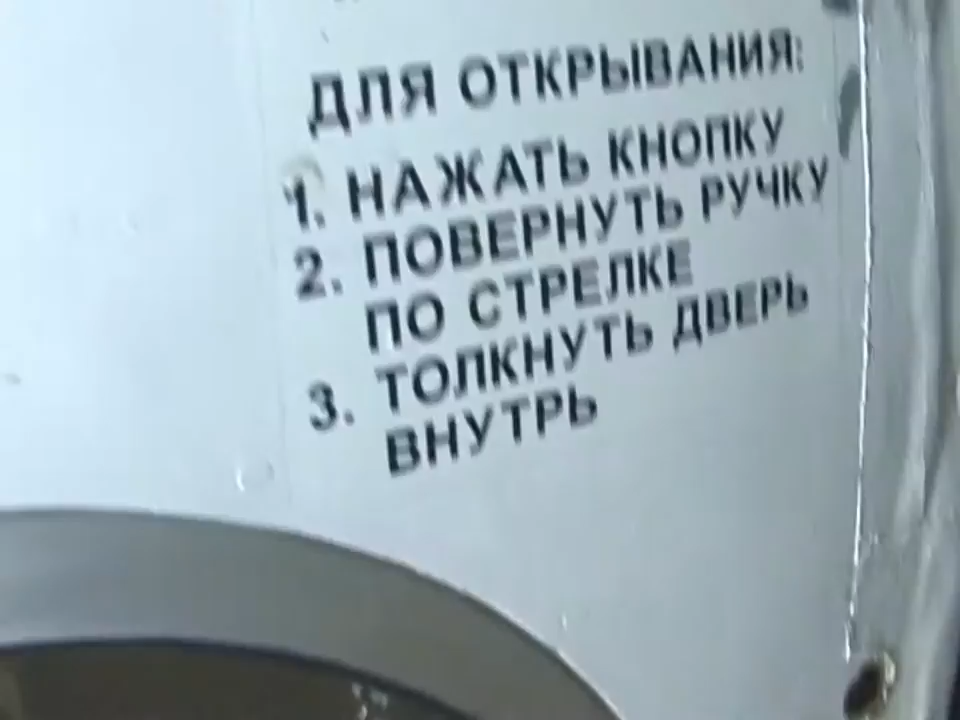 ДЛЯ ОТКРЫВАНИЯ:
1. НАЖАТЬ КНОПКУ
2. ПОВЕРНУТЬ РУЧКУ
ПО СТРЕЛКЕ
3. ТОЛКНУТЬ ДВЕРЬ
ВНУТРЬ